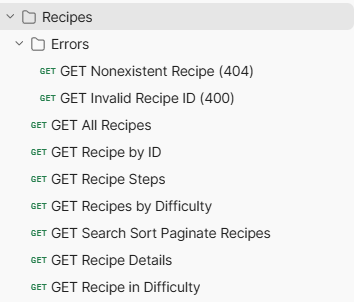 Recipes
Errors
GET GET Nonexistent Recipe (404)
GET GET Invalid Recipe ID (400)
GET GET All Recipes
GET GET Recipe by ID
GET GET Recipe Steps
GET GET Recipes by Difficulty
GET GET Search Sort Paginate Recipes
GET GET Recipe Details
GET GET Recipe in Difficulty